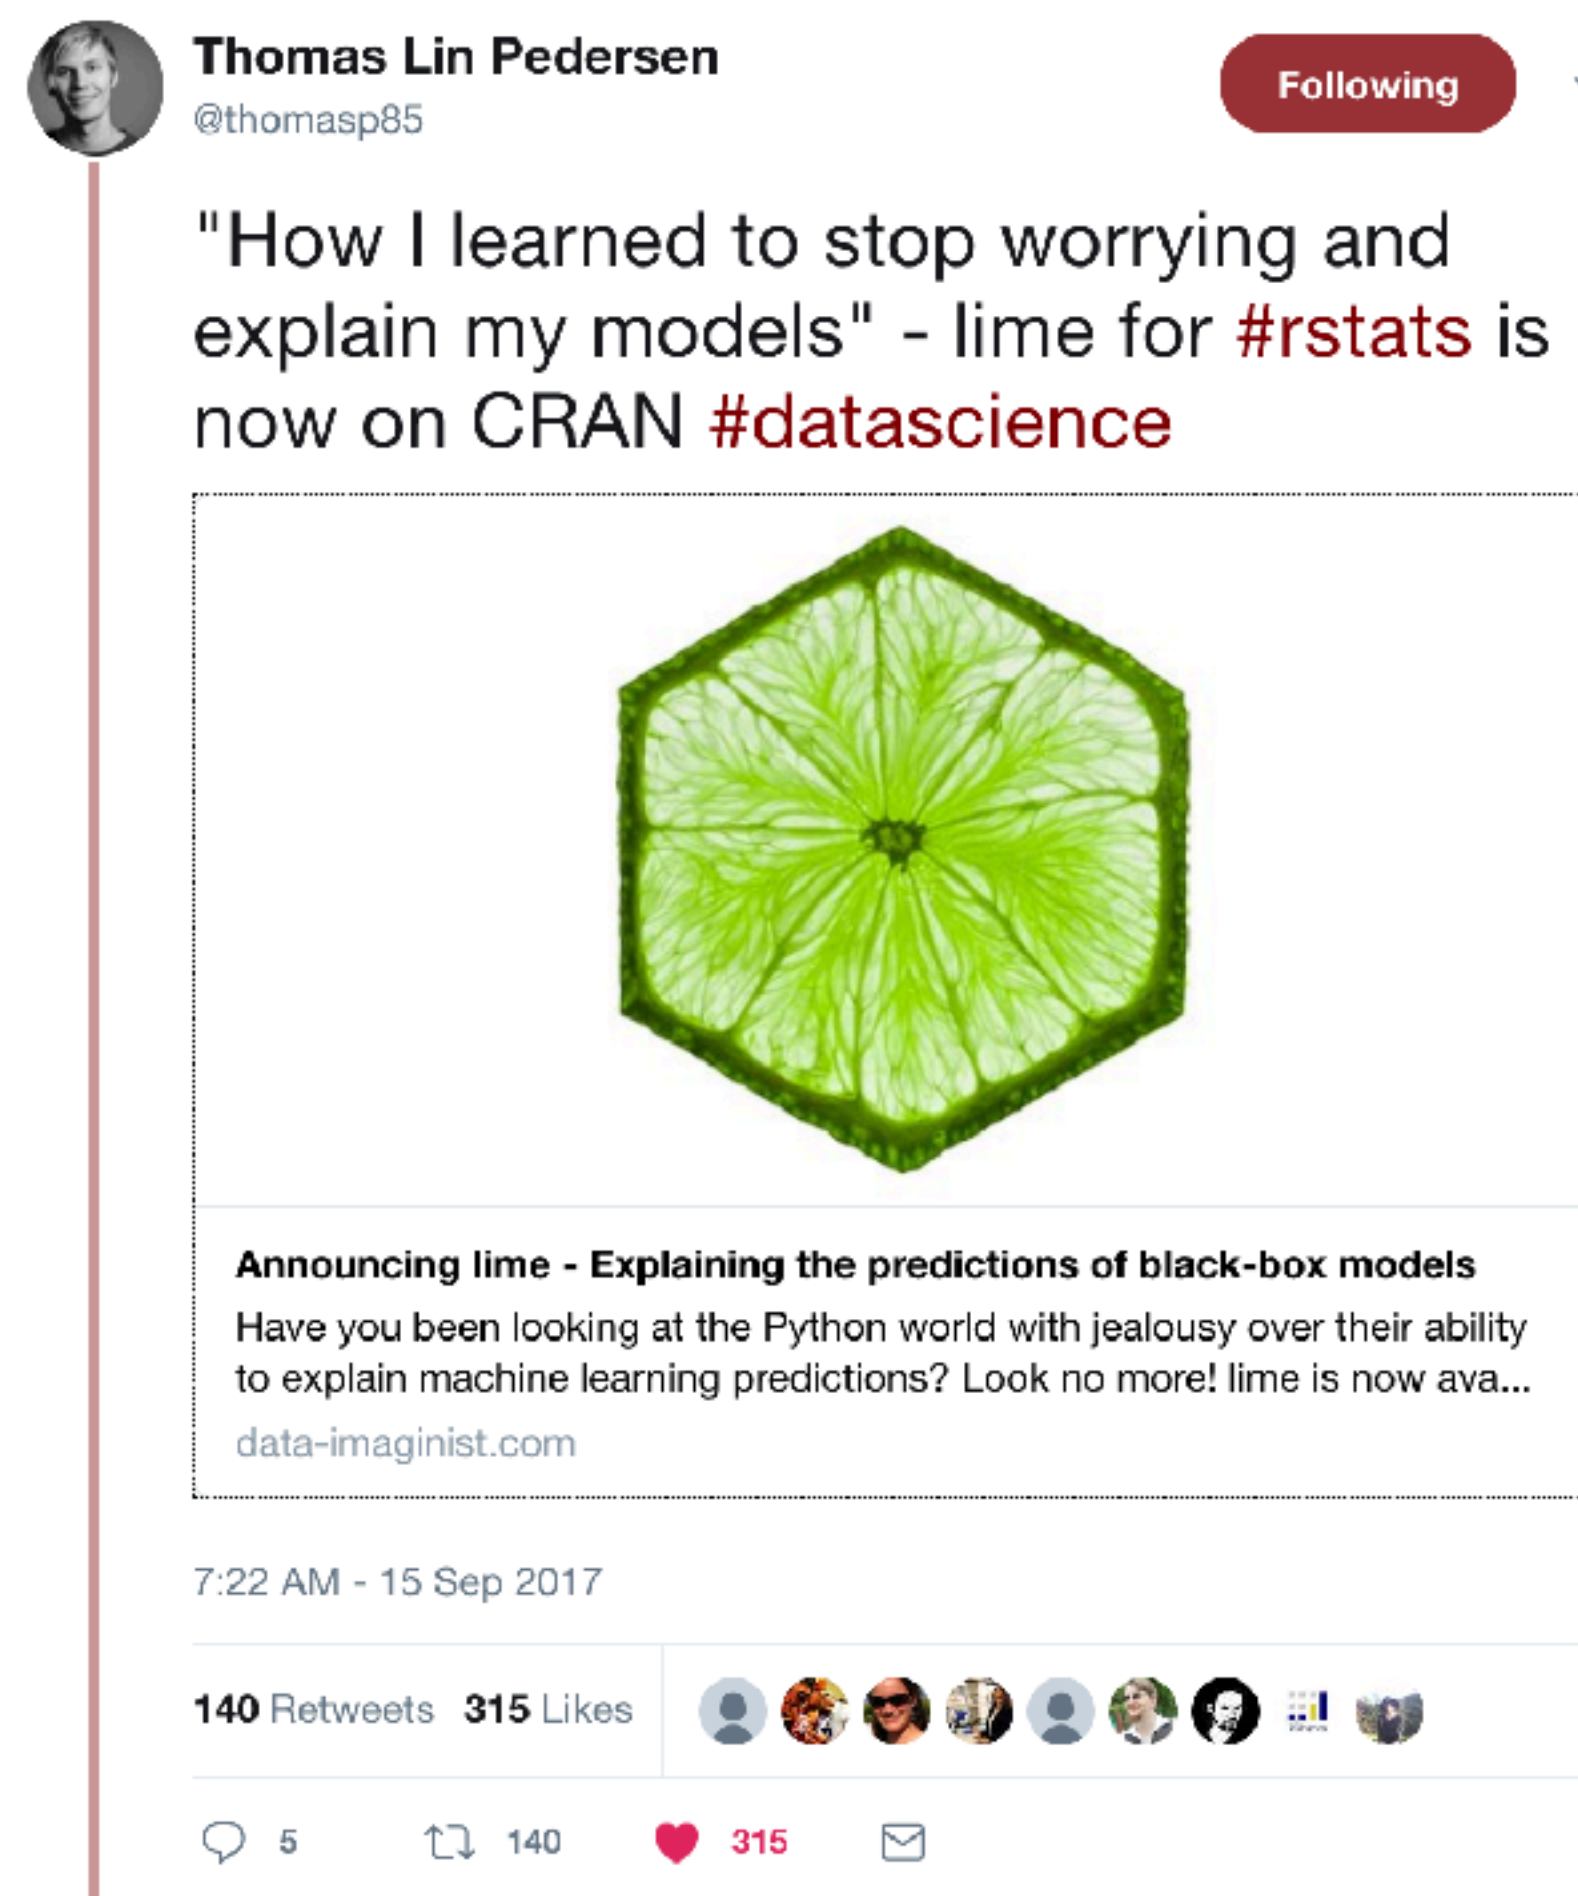 Thomas Lin Pedersen
@thomasp85
Following
"How I learned to stop worrying and
explain my models" - lime for #rstats is
now on CRAN #datascience
Announcing lime - Explaining the predictions of black-box models
Have you been looking at the Python world with jealousy over their ability
to explain machine learning predictions? Look no more! lime is now ava...
data-imaginist.com
7:22 AM - 15 Sep 2017
140 Retweets 315 Likes
5 140 315